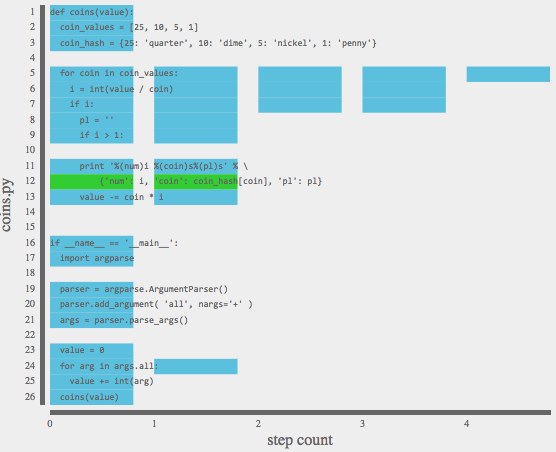 1 def coins(value):
2 coin_values = [25, 10, 5, 1]
3 coin_hash = {25: 'quarter', 10: 'dime', 5: 'nickel', 1: 'penny'}
4
5 for coin in coin_values:
6 i = int(value / coin)
7 if i:
8 pl = ''
9 if i > 1:
10
11 print '%(num)i %(coin)s%(pl)s' % \
12 {'num': i, 'coin': coin_hash[coin], 'pl': pl}
13 value -= coin * i
14
15
16 if __name__ == '__main__':
17 import argparse
18
19 parser = argparse.ArgumentParser()
20 parser.add_argument( 'all', nargs='+' )
21 args = parser.parse_args()
22
23 value = 0
24 for arg in args.all:
25 value += int(arg)
26 coins(value)
coins.py
0 1 2 3 4
step count